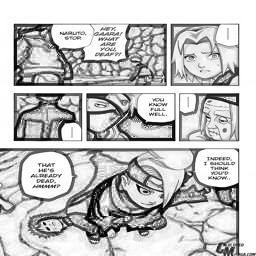 NARUTO,
STOP.
HEY,
GAARA!
WHAT
ARE
YOU,
DEAF?!
YOU
KNOW
FULL
WELL.
THAT
HE'S
ALREADY
DEAD,
HMMM?
INDEED,
I SHOULD
THINK
YOU'D
KNOW..